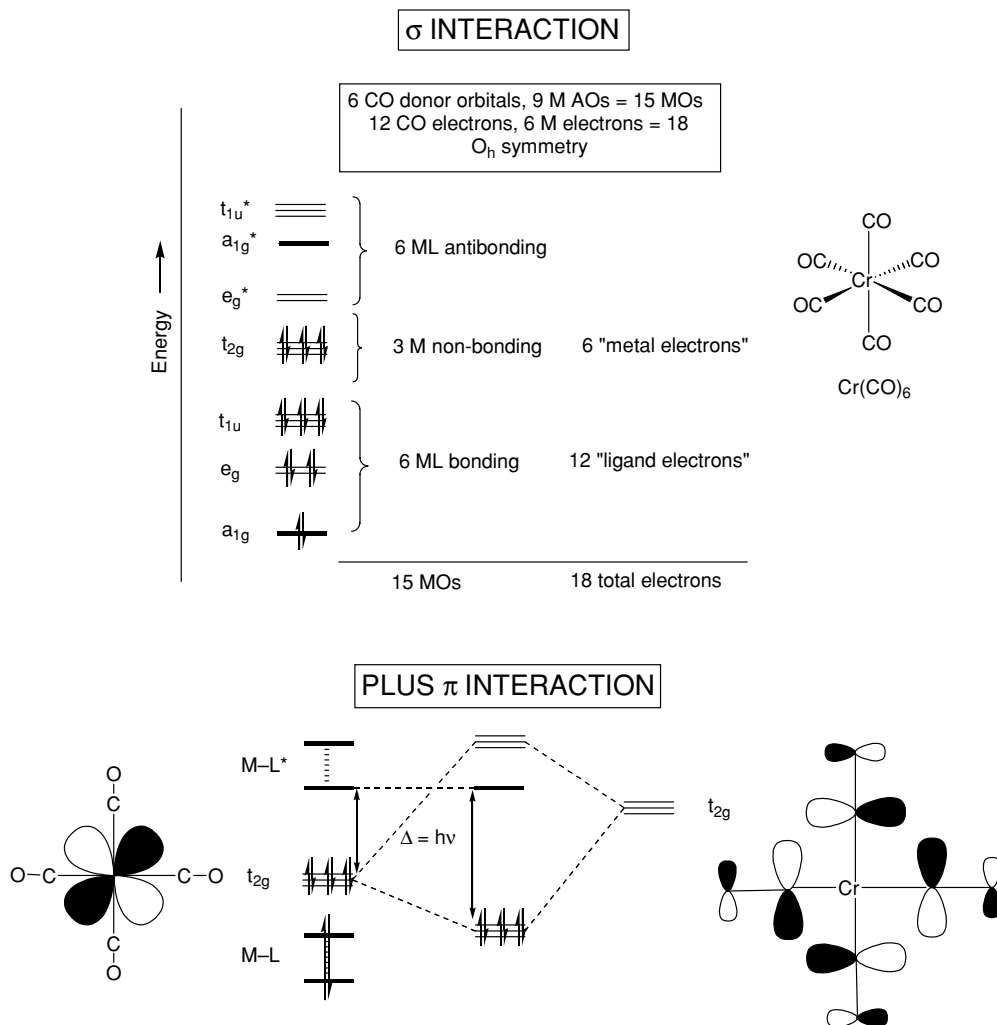 σ INTERACTION
6 CO donor orbitals, 9 M AOs = 15 MOs
12 CO electrons, 6 M electrons = 18
Oh symmetry
Energy
t1u*
a1g*
6 ML antibonding
eg*
t2g
3 M non-bonding
6 "metal electrons"
t1u
eg
6 ML bonding
12 "ligand electrons"
a1g
15 MOs
18 total electrons
CO
OC
CO
Cr
OC
CO
CO
Cr(CO)6
PLUS π INTERACTION
M–L*
Δ = hν
t2g
t2g
M–L
O
C
O
C
C
O
C
O
Cr